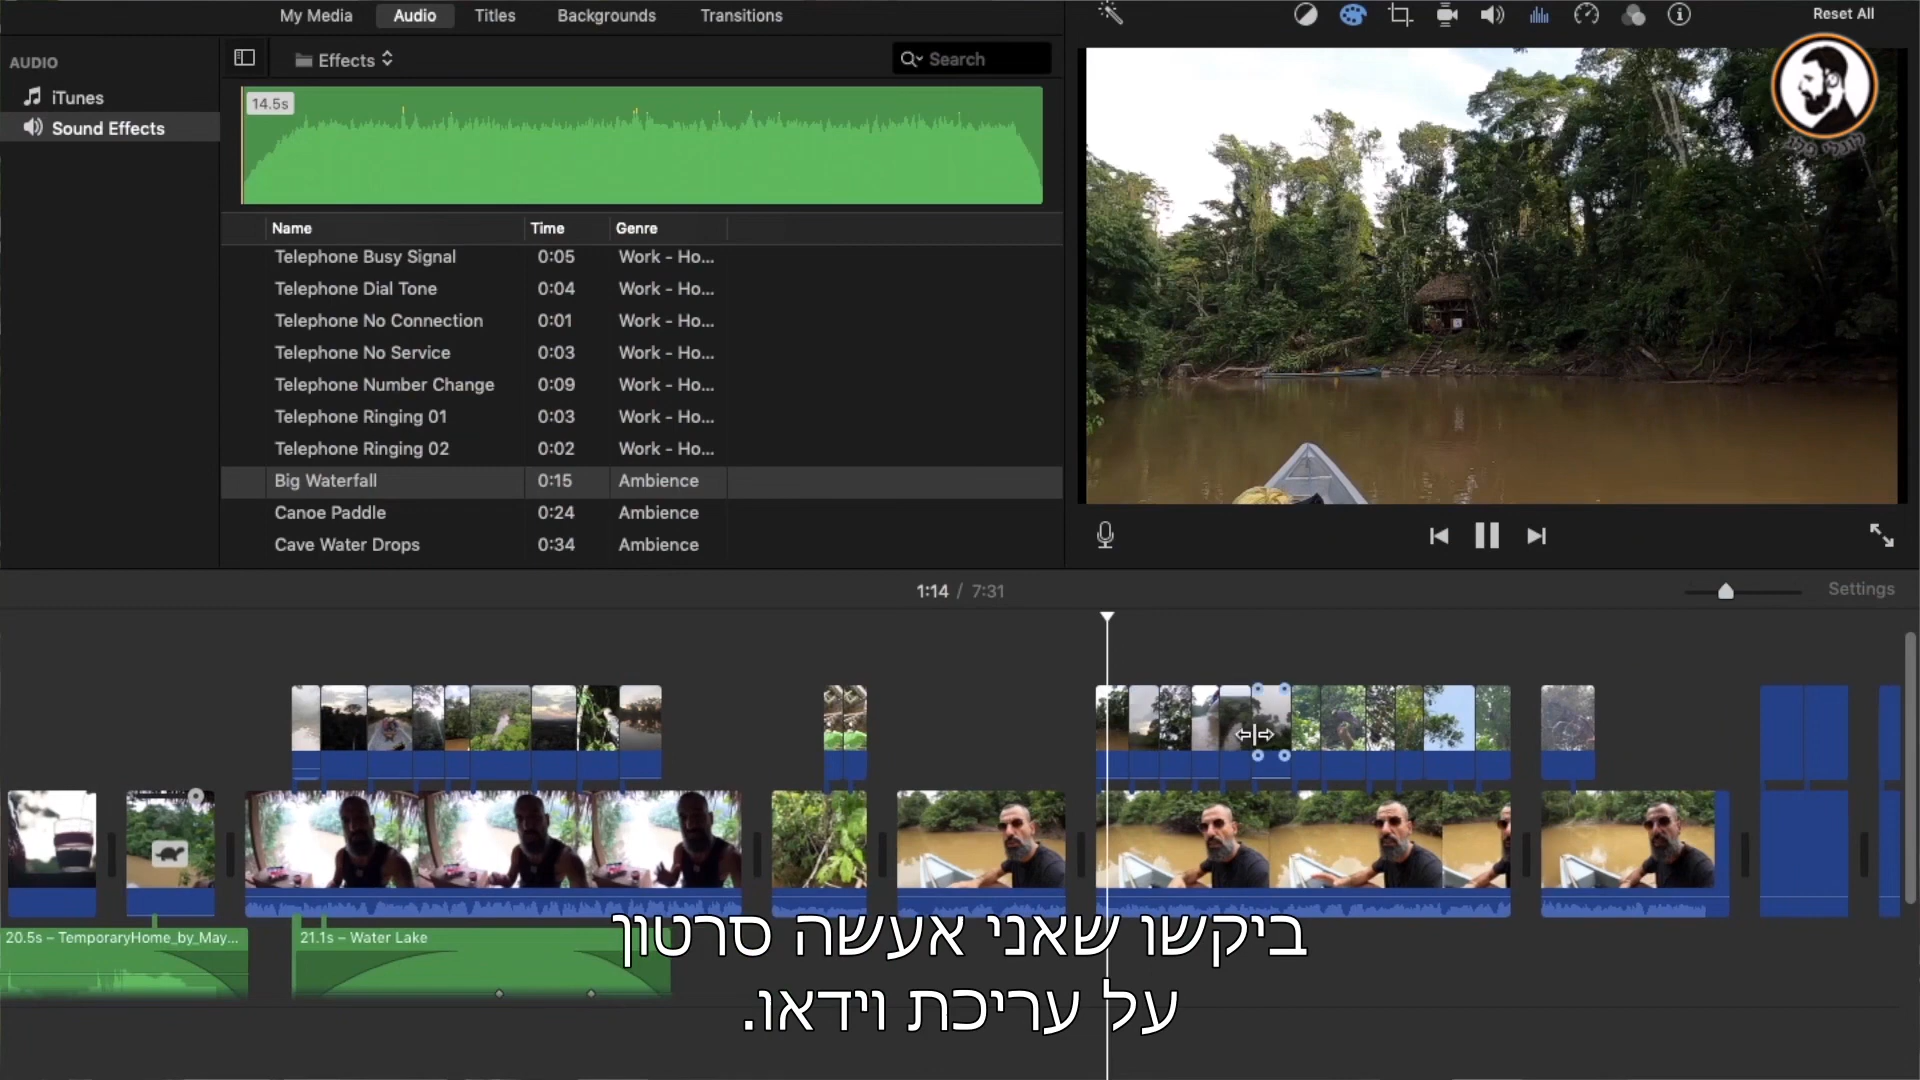 My Media
Audio
Titles
Backgrounds
Transitions
Reset All
AUDIO
iTunes
Sound Effects
Effects
Search
14.5s
Name Time Genre
Telephone Busy Signal 0:05 Work - Ho...
Telephone Dial Tone 0:04 Work - Ho...
Telephone No Connection 0:01 Work - Ho...
Telephone No Service 0:03 Work - Ho...
Telephone Number Change 0:09 Work - Ho...
Telephone Ringing 01 0:03 Work - Ho...
Telephone Ringing 02 0:02 Work - Ho...
Big Waterfall 0:15 Ambience
Canoe Paddle 0:24 Ambience
Cave Water Drops 0:34 Ambience
1:14 / 7:31
Settings
20.5s – TemporaryHome_by_May...
21.1s – Water Lake
ביקשו שאני אעשה סרטון
על עריכת וידאו.